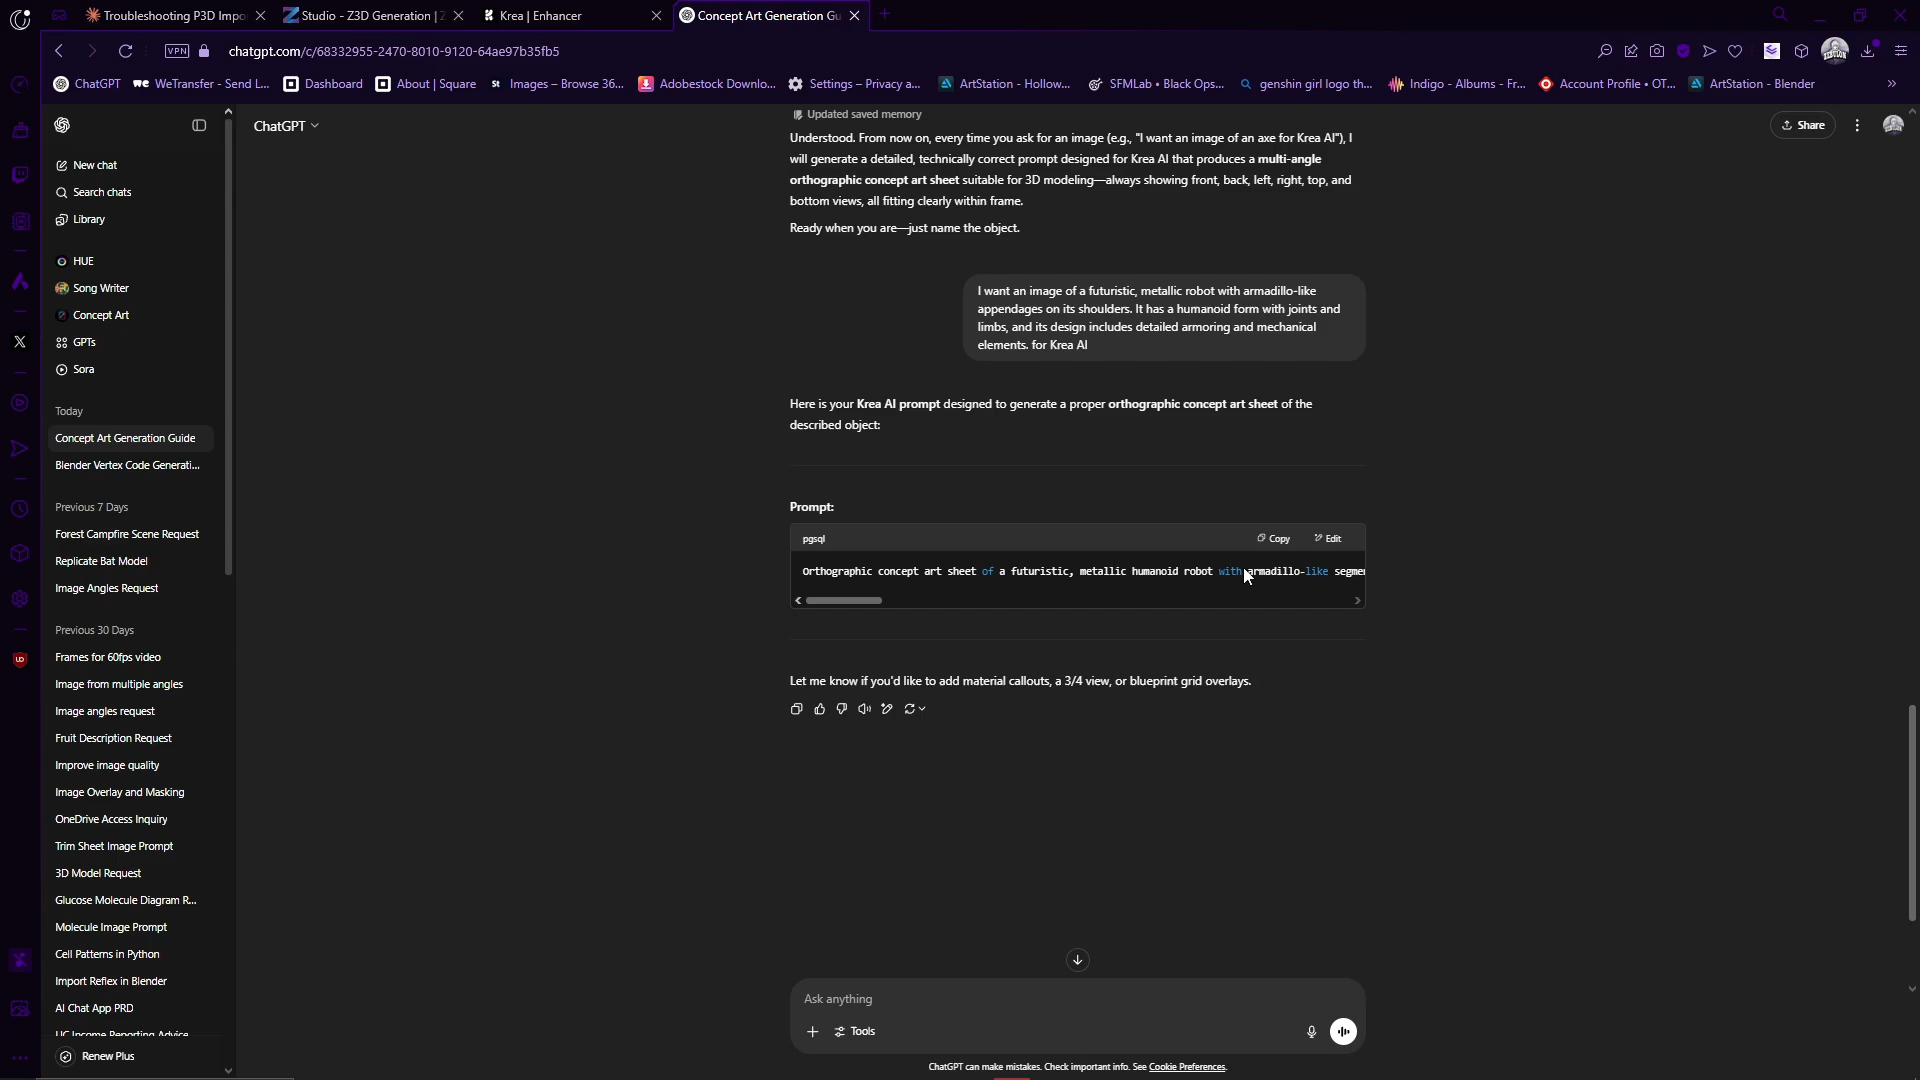 Troubleshooting P3D Impo
Studio - Z3D Generation | Z
Krea | Enhancer
Concept Art Generation Gu
VPN
chatgpt.com/c/68332955-2470-8010-9120-64ae97b35fb5
ChatGPT
WeTransfer - Send L...
Dashboard
About | Square
Images – Browse 36...
Adobestock Downlo...
Settings – Privacy a...
ArtStation - Hollow...
SFMLab • Black Ops...
genshin girl logo th...
Indigo - Albums - Fr...
Account Profile • OT...
ArtStation - Blender
ChatGPT
Share
New chat
Search chats
Library
HUE
Song Writer
Concept Art
GPTs
Sora
Today
Concept Art Generation Guide
Blender Vertex Code Generati...
Previous 7 Days
Forest Campfire Scene Request
Replicate Bat Model
Image Angles Request
Previous 30 Days
Frames for 60fps video
Image from multiple angles
Image angles request
Fruit Description Request
Improve image quality
Image Overlay and Masking
OneDrive Access Inquiry
Trim Sheet Image Prompt
3D Model Request
Glucose Molecule Diagram R...
Molecule Image Prompt
Cell Patterns in Python
Import Reflex in Blender
AI Chat App PRD
UC Income Reporting Advice
Renew Plus
Updated saved memory
Understood. From now on, every time you ask for an image (e.g., "I want an image of an axe for Krea AI"), I
will generate a detailed, technically correct prompt designed for Krea AI that produces a multi-angle
orthographic concept art sheet suitable for 3D modeling—always showing front, back, left, right, top, and
bottom views, all fitting clearly within frame.
Ready when you are—just name the object.
I want an image of a futuristic, metallic robot with armadillo-like
appendages on its shoulders. It has a humanoid form with joints and
limbs, and its design includes detailed armoring and mechanical
elements. for Krea AI
Here is your Krea AI prompt designed to generate a proper orthographic concept art sheet of the
described object:
Prompt:
pgsql
Copy
Edit
Orthographic concept art sheet of a futuristic, metallic humanoid robot with armadillo-like segme
Let me know if you'd like to add material callouts, a 3/4 view, or blueprint grid overlays.
Ask anything
Tools
ChatGPT can make mistakes. Check important info. See Cookie Preferences.